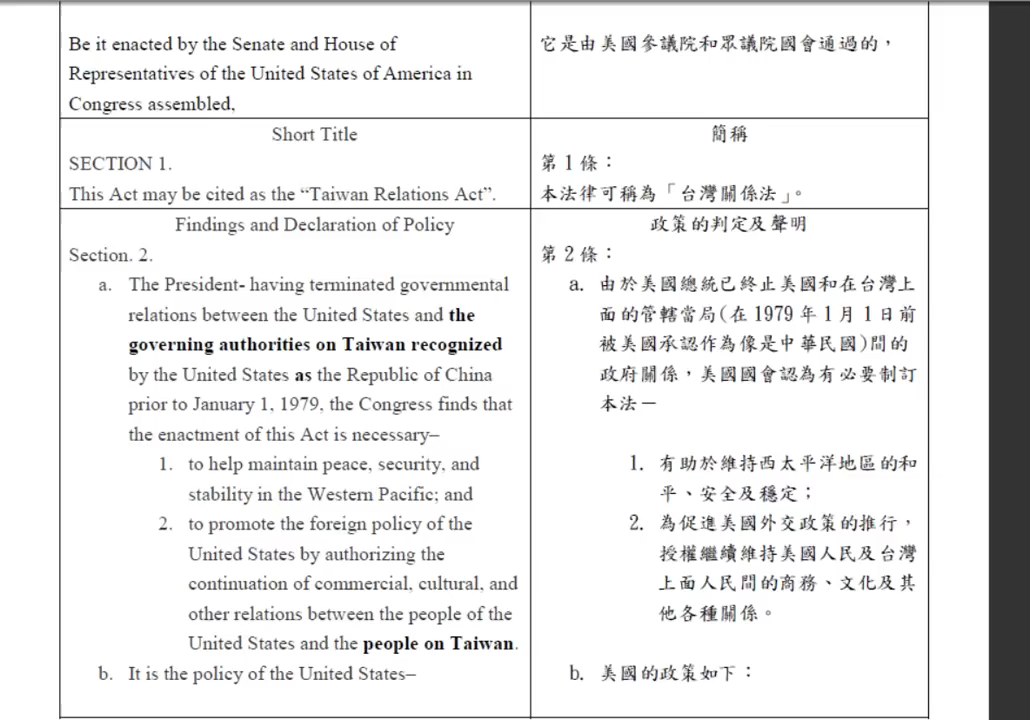 Be it enacted by the Senate and House of
Representatives of the United States of America in
Congress assembled,
它是由美國參議院和眾議院國會通過的，
Short Title
SECTION 1.
This Act may be cited as the “Taiwan Relations Act”.
簡稱
第 1 條：
本法律可稱為「台灣關係法」。
Findings and Declaration of Policy
Section. 2.
a. The President- having terminated governmental
relations between the United States and the
governing authorities on Taiwan recognized
by the United States as the Republic of China
prior to January 1, 1979, the Congress finds that
the enactment of this Act is necessary–
1. to help maintain peace, security, and
stability in the Western Pacific; and
2. to promote the foreign policy of the
United States by authorizing the
continuation of commercial, cultural, and
other relations between the people of the
United States and the people on Taiwan.
b. It is the policy of the United States–
政策的判定及聲明
第 2 條：
a. 由於美國總統已終止美國和在台灣上
面的管轄當局(在 1979 年 1 月 1 日前
被美國承認作為像是中華民國)間的
政府關係，美國國會認為有必要制訂
本法－
1. 有助於維持西太平洋地區的和
平、安全及穩定；
2. 為促進美國外交政策的推行，
授權繼續維持美國人民及台灣
上面人民間的商務、文化及其
他各種關係。
b. 美國的政策如下：